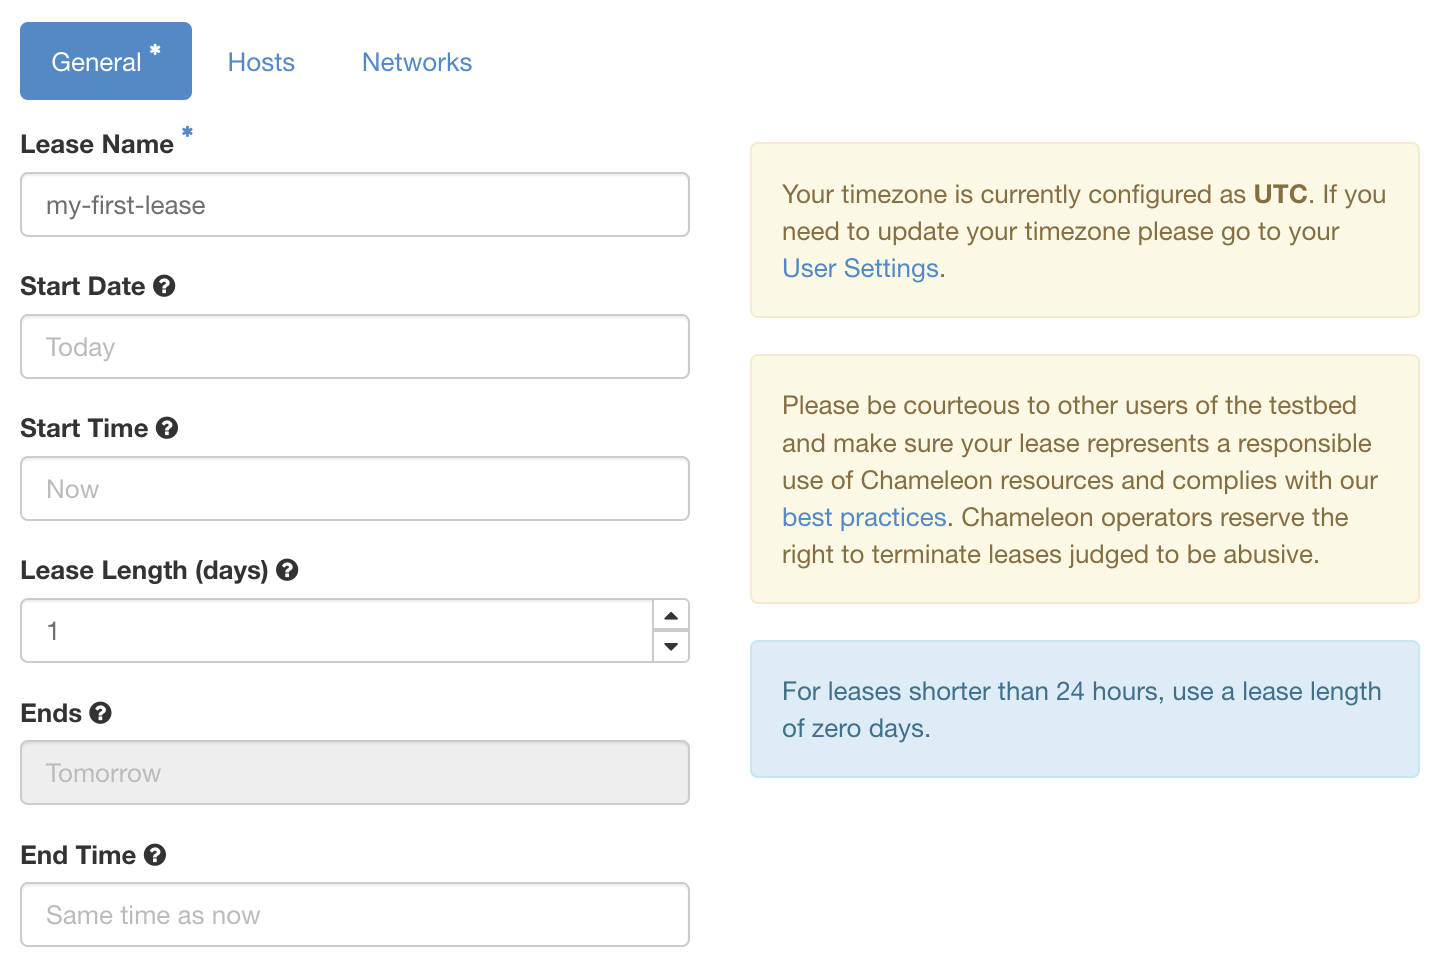 General *
Hosts
Networks
Lease Name *
my-first-lease
Start Date
Today
Start Time
Now
Lease Length (days)
1
Ends
Tomorrow
End Time
Same time as now
Your timezone is currently configured as UTC. If you
need to update your timezone please go to your
User Settings.
Please be courteous to other users of the testbed
and make sure your lease represents a responsible
use of Chameleon resources and complies with our
best practices. Chameleon operators reserve the
right to terminate leases judged to be abusive.
For leases shorter than 24 hours, use a lease length
of zero days.